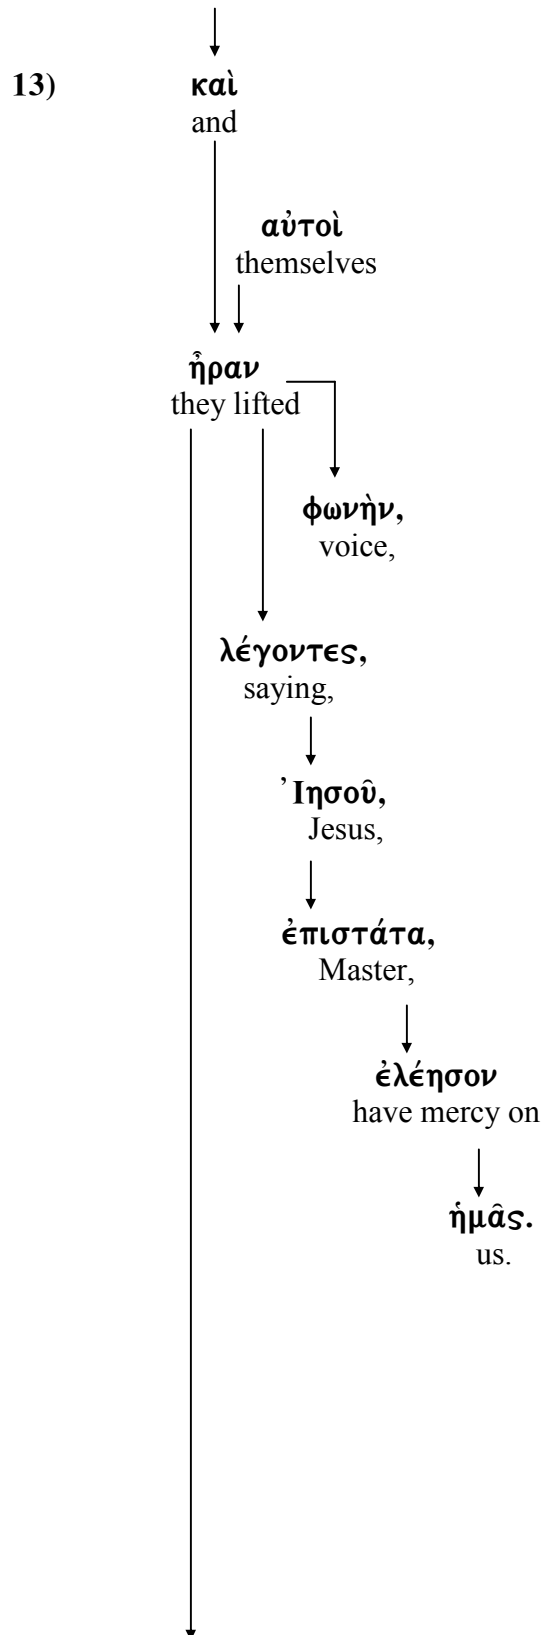 13) καὶ
and
αὐτοὶ
themselves
ἦραν
they lifted
φωνὴν,
voice,
λέγοντες,
saying,
Ἰησοῦ,
Jesus,
ἐπιστάτα,
Master,
ἐλέησον
have mercy on
ἡμᾶς.
us.